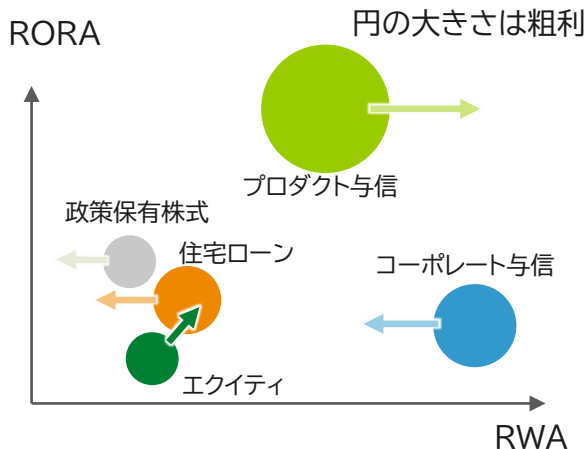 RORA
円の大きさは粗利
プロダクト与信
政策保有株式
住宅ローン
コーポレート与信
エクイティ
RWA